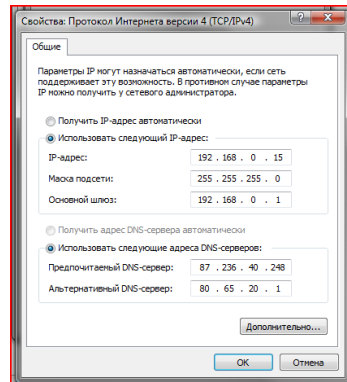 Свойства: Протокол Интернета версии 4 (TCP/IPv4)
Общие
Параметры IP могут назначаться автоматически, если сеть
поддерживает эту возможность. В противном случае параметры
IP можно получить у сетевого администратора.
Получить IP-адрес автоматически
Использовать следующий IP-адрес:
IP-адрес: 192 . 168 . 0 . 15
Маска подсети: 255 . 255 . 255 . 0
Основной шлюз: 192 . 168 . 0 . 1
Получить адрес DNS-сервера автоматически
Использовать следующие адреса DNS-серверов:
Предпочитаемый DNS-сервер: 87 . 236 . 40 . 248
Альтернативный DNS-сервер: 80 . 65 . 20 . 1
Дополнительно...
ОК Отмена